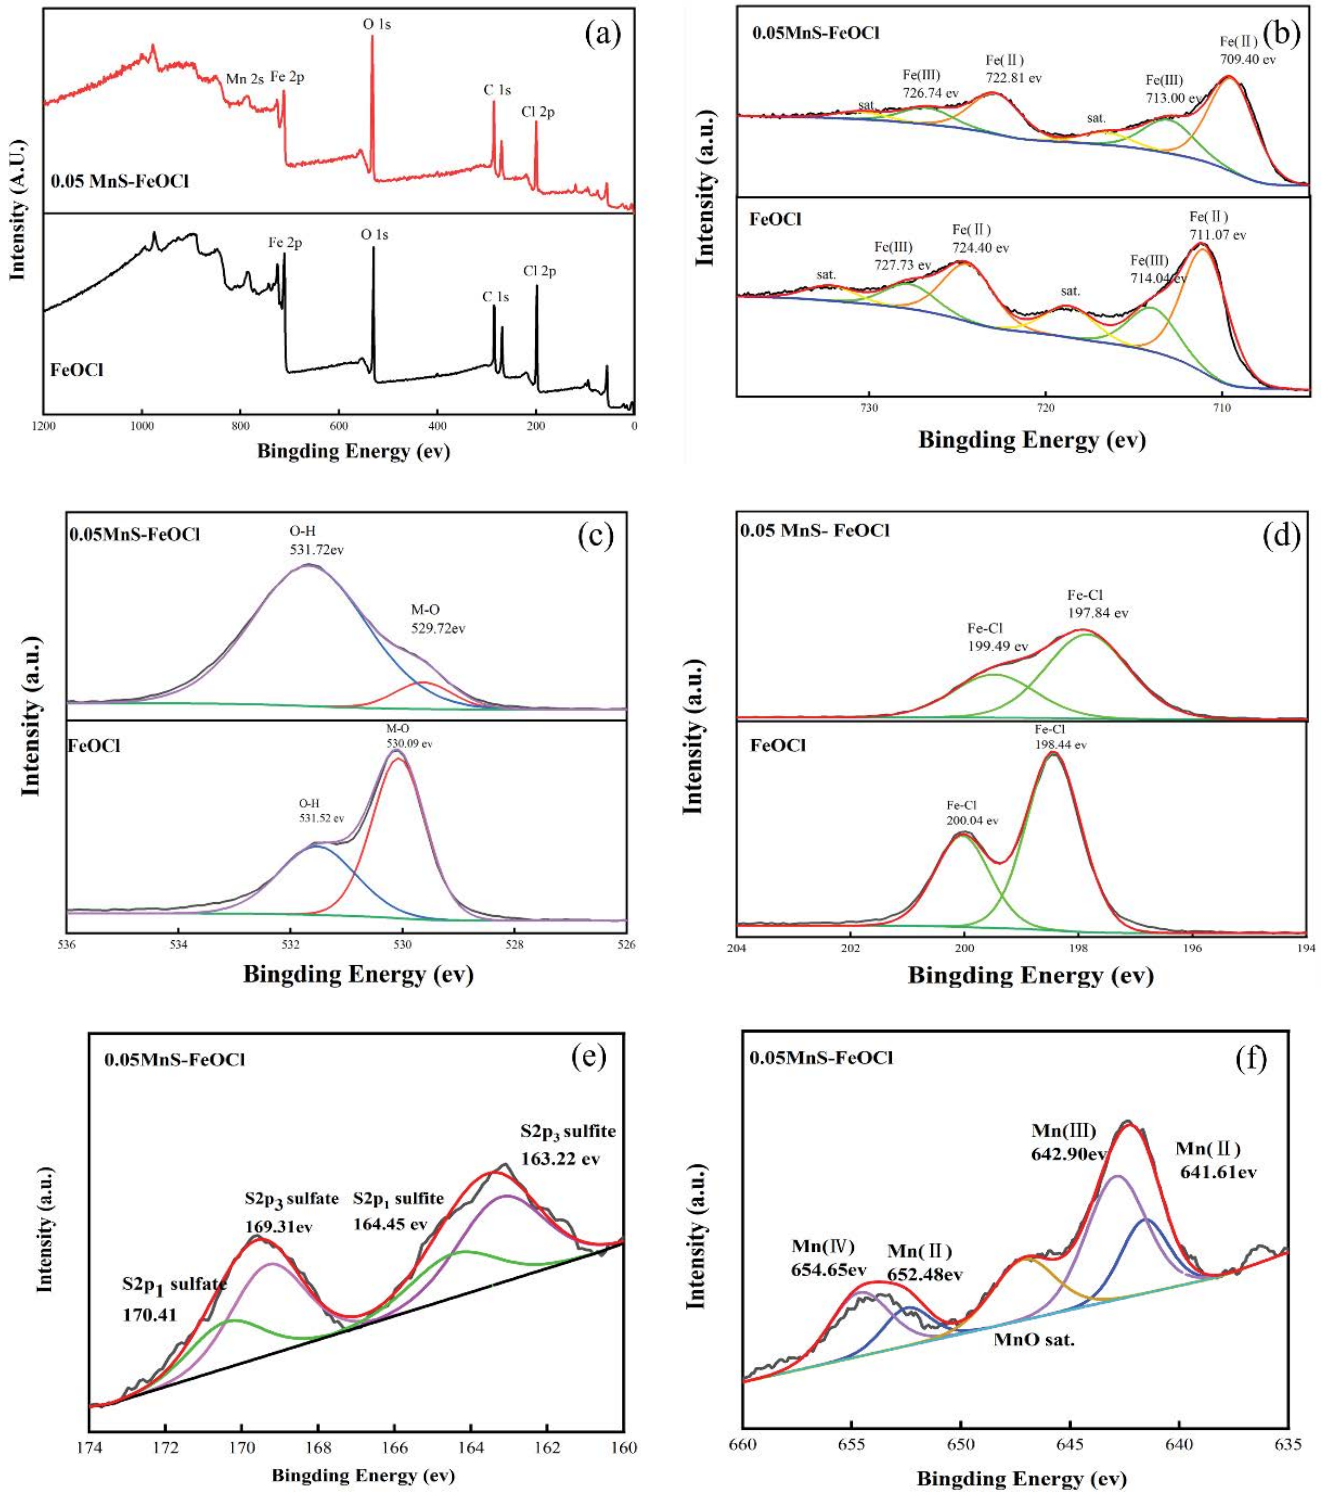 (a)
O 1s
Mn 2s
Fe 2p
C 1s
Cl 2p
0.05 MnS-FeOCl
Fe 2p
O 1s
C 1s
Cl 2p
FeOCl
Intensity (A.U.)
1200
1000
800
600
400
200
0
Bingding Energy (ev)
0.05MnS-FeOCl
(b)
Fe(Ⅱ)
709.40 ev
Fe(Ⅱ)
722.81 ev
Fe(III)
726.74 ev
Fe(III)
713.00 ev
sat.
sat.
FeOCl
Fe(Ⅱ)
711.07 ev
Fe(Ⅱ)
724.40 ev
Fe(III)
727.73 ev
Fe(III)
714.04 ev
sat.
sat.
Intensity (a.u.)
730
720
710
Bingding Energy (ev)
0.05MnS-FeOCl
(c)
O-H
531.72ev
M-O
529.72ev
FeOCl
M-O
530.09 ev
O-H
531.52 ev
Intensity (a.u.)
536
534
532
530
528
526
Bingding Energy (ev)
0.05 MnS- FeOCl
(d)
Fe-Cl
197.84 ev
Fe-Cl
199.49 ev
FeOCl
Fe-Cl
198.44 ev
Fe-Cl
200.04 ev
Intensity (a.u.)
204
202
200
198
196
194
Bingding Energy (ev)
0.05MnS-FeOCl
(e)
S2p3 sulfite
163.22 ev
S2p3 sulfate
169.31ev
S2p1 sulfite
164.45 ev
S2p1 sulfate
170.41
Intensity (a.u.)
174
172
170
168
166
164
162
160
Bingding Energy (ev)
0.05MnS-FeOCl
(f)
Mn(Ⅲ)
642.90ev
Mn(Ⅱ)
641.61ev
Mn(Ⅳ)
654.65ev
Mn(Ⅱ)
652.48ev
MnO sat.
Intensity (a.u.)
660
655
650
645
640
635
Bingding Energy (ev)